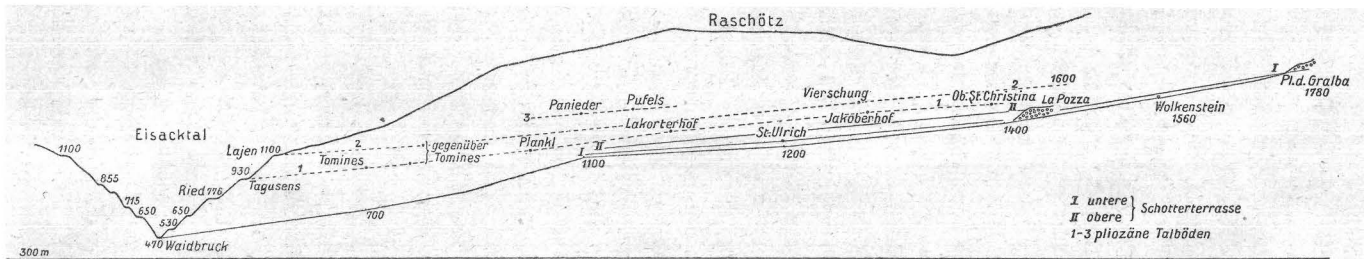 Raschötz
Eisacktal
1100
855
715
650
530
470 Waidbruck
650
Ried 776
930
Tagusens
Lajen 1100
2
1
Tomines
gegenüber
Tomines
3
Panieder
Pufels
Lakorterhof
Plankl
I II
1100
St.Ulrich
700
1200
Vierschung
Jakoberhof
1
2
1600
Ob.St.Christina
II
La Pozza
1400
Wolkenstein
1560
I
Pl.d.Gralba
1780
I untere
II obere
Schotterterrasse
1-3 pliozäne Talböden
300 m